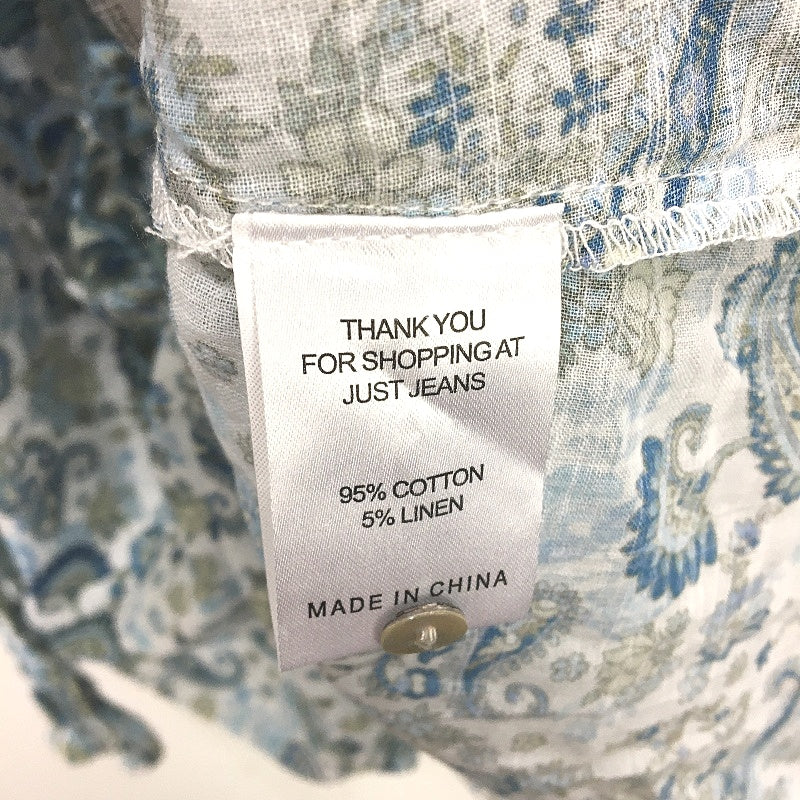 THANK YOU
FOR SHOPPING AT
JUST JEANS
95% COTTON
5% LINEN
MADE IN CHINA